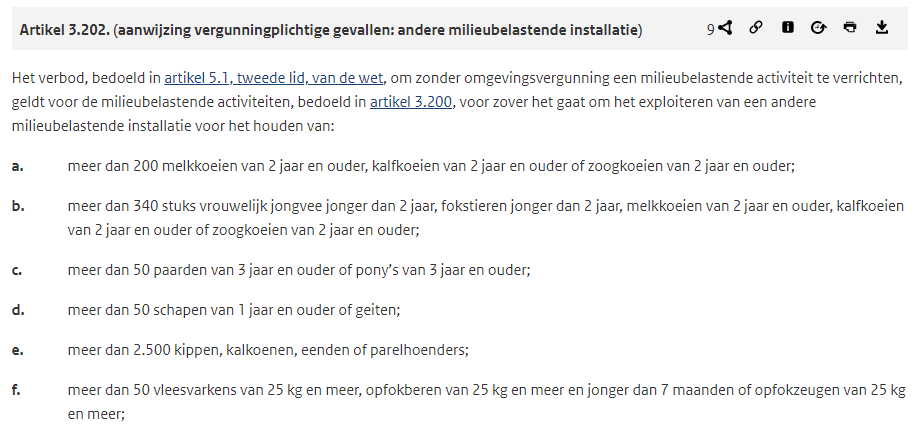 Artikel 3.202. (aanwijzing vergunningplichtige gevallen: andere milieubelastende installatie)
9
Het verbod, bedoeld in artikel 5.1, tweede lid, van de wet, om zonder omgevingsvergunning een milieubelastende activiteit te verrichten,
geldt voor de milieubelastende activiteiten, bedoeld in artikel 3.200, voor zover het gaat om het exploiteren van een andere
milieubelastende installatie voor het houden van:
a. meer dan 200 melkkoeien van 2 jaar en ouder, kalfkoeien van 2 jaar en ouder of zoogkoeien van 2 jaar en ouder;
b. meer dan 340 stuks vrouwelijk jongvee jonger dan 2 jaar, fokstieren jonger dan 2 jaar, melkkoeien van 2 jaar en ouder, kalfkoeien
van 2 jaar en ouder of zoogkoeien van 2 jaar en ouder;
c. meer dan 50 paarden van 3 jaar en ouder of pony's van 3 jaar en ouder;
d. meer dan 50 schapen van 1 jaar en ouder of geiten;
e. meer dan 2.500 kippen, kalkoenen, eenden of parelhoenders;
f. meer dan 50 vleesvarkens van 25 kg en meer, opfokberen van 25 kg en meer en jonger dan 7 maanden of opfokzeugen van 25 kg
en meer;